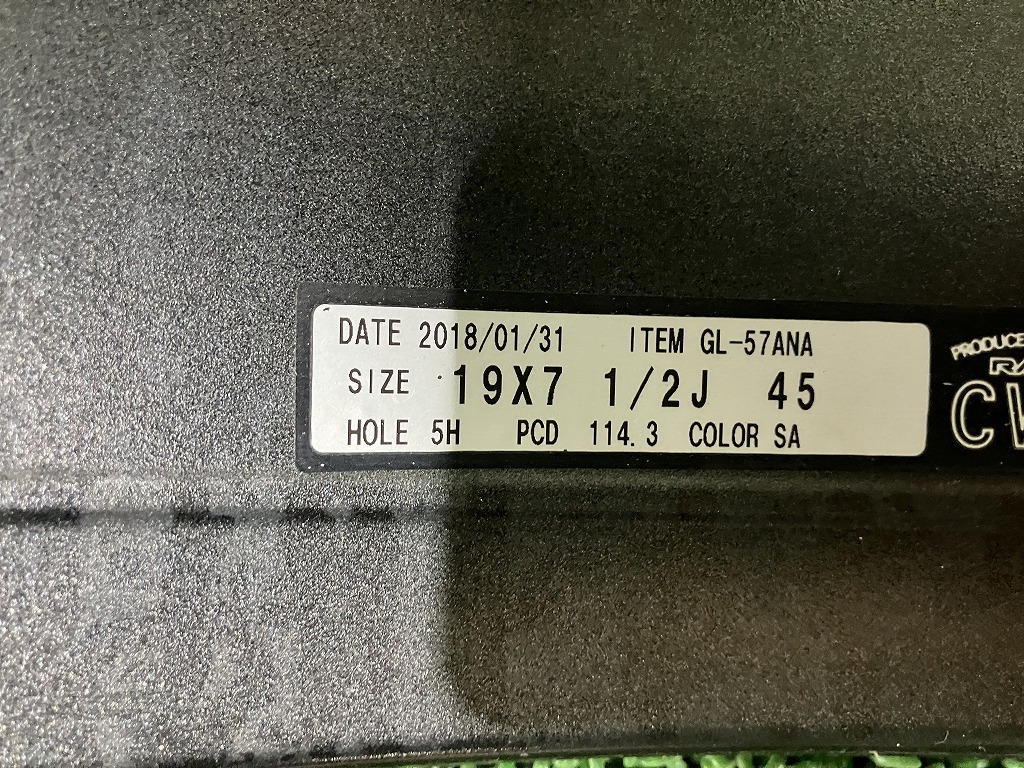 DATE 2018/01/31 ITEM GL-57ANA
SIZE 19X7 1/2J 45
HOLE 5H PCD 114.3 COLOR SA